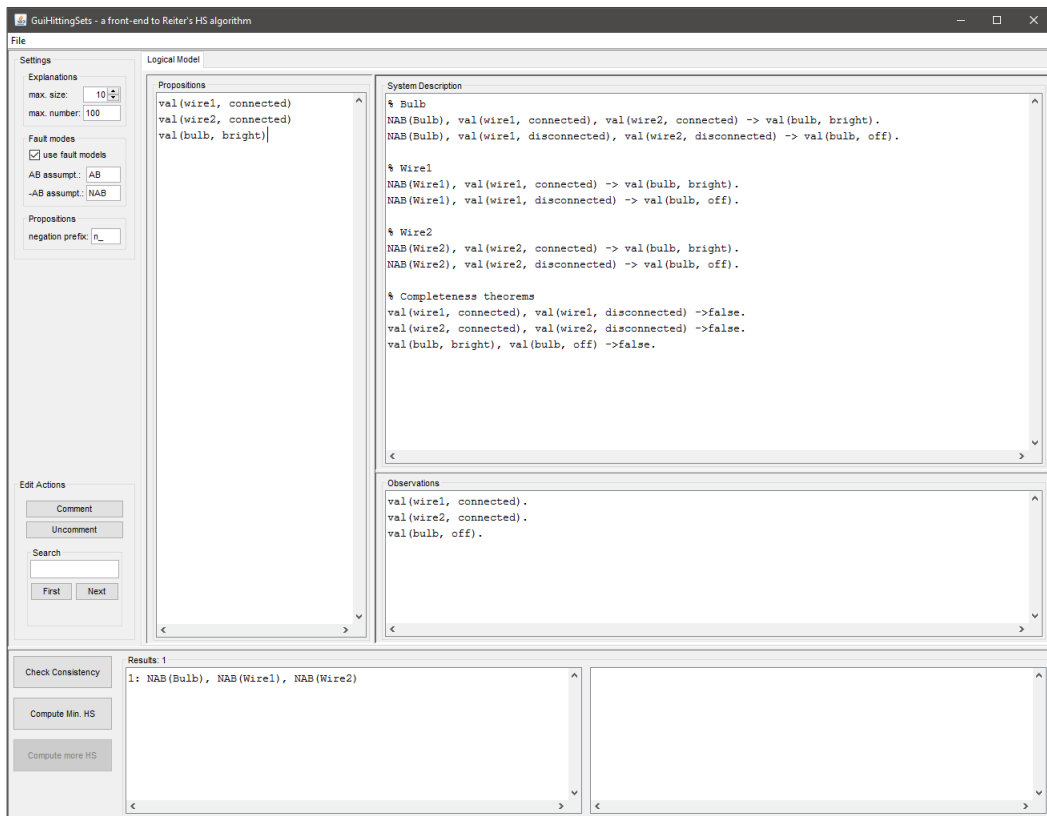 GuiHittingSets - a front-end to Reiter's HS algorithm
File
Settings
Explanations
max. size: 10
max. number: 100
Fault modes
use fault models
AB assumpt.: AB
-AB assumpt.: NAB
Propositions
negation prefix: n_
Edit Actions
Comment
Uncomment
Search
First Next
Logical Model
Propositions
val(wire1, connected)
val(wire2, connected)
val(bulb, bright)
System Description
% Bulb
NAB(Bulb), val(wire1, connected), val(wire2, connected) -> val(bulb, bright).
NAB(Bulb), val(wire1, disconnected), val(wire2, disconnected) -> val(bulb, off).
% Wire1
NAB(Wire1), val(wire1, connected) -> val(bulb, bright).
NAB(Wire1), val(wire1, disconnected) -> val(bulb, off).
% Wire2
NAB(Wire2), val(wire2, connected) -> val(bulb, bright).
NAB(Wire2), val(wire2, disconnected) -> val(bulb, off).
% Completeness theorems
val(wire1, connected), val(wire1, disconnected) ->false.
val(wire2, connected), val(wire2, disconnected) ->false.
val(bulb, bright), val(bulb, off) ->false.
Observations
val(wire1, connected).
val(wire2, connected).
val(bulb, off).
Check Consistency
Compute Min. HS
Compute more HS
Results: 1
1: NAB(Bulb), NAB(Wire1), NAB(Wire2)